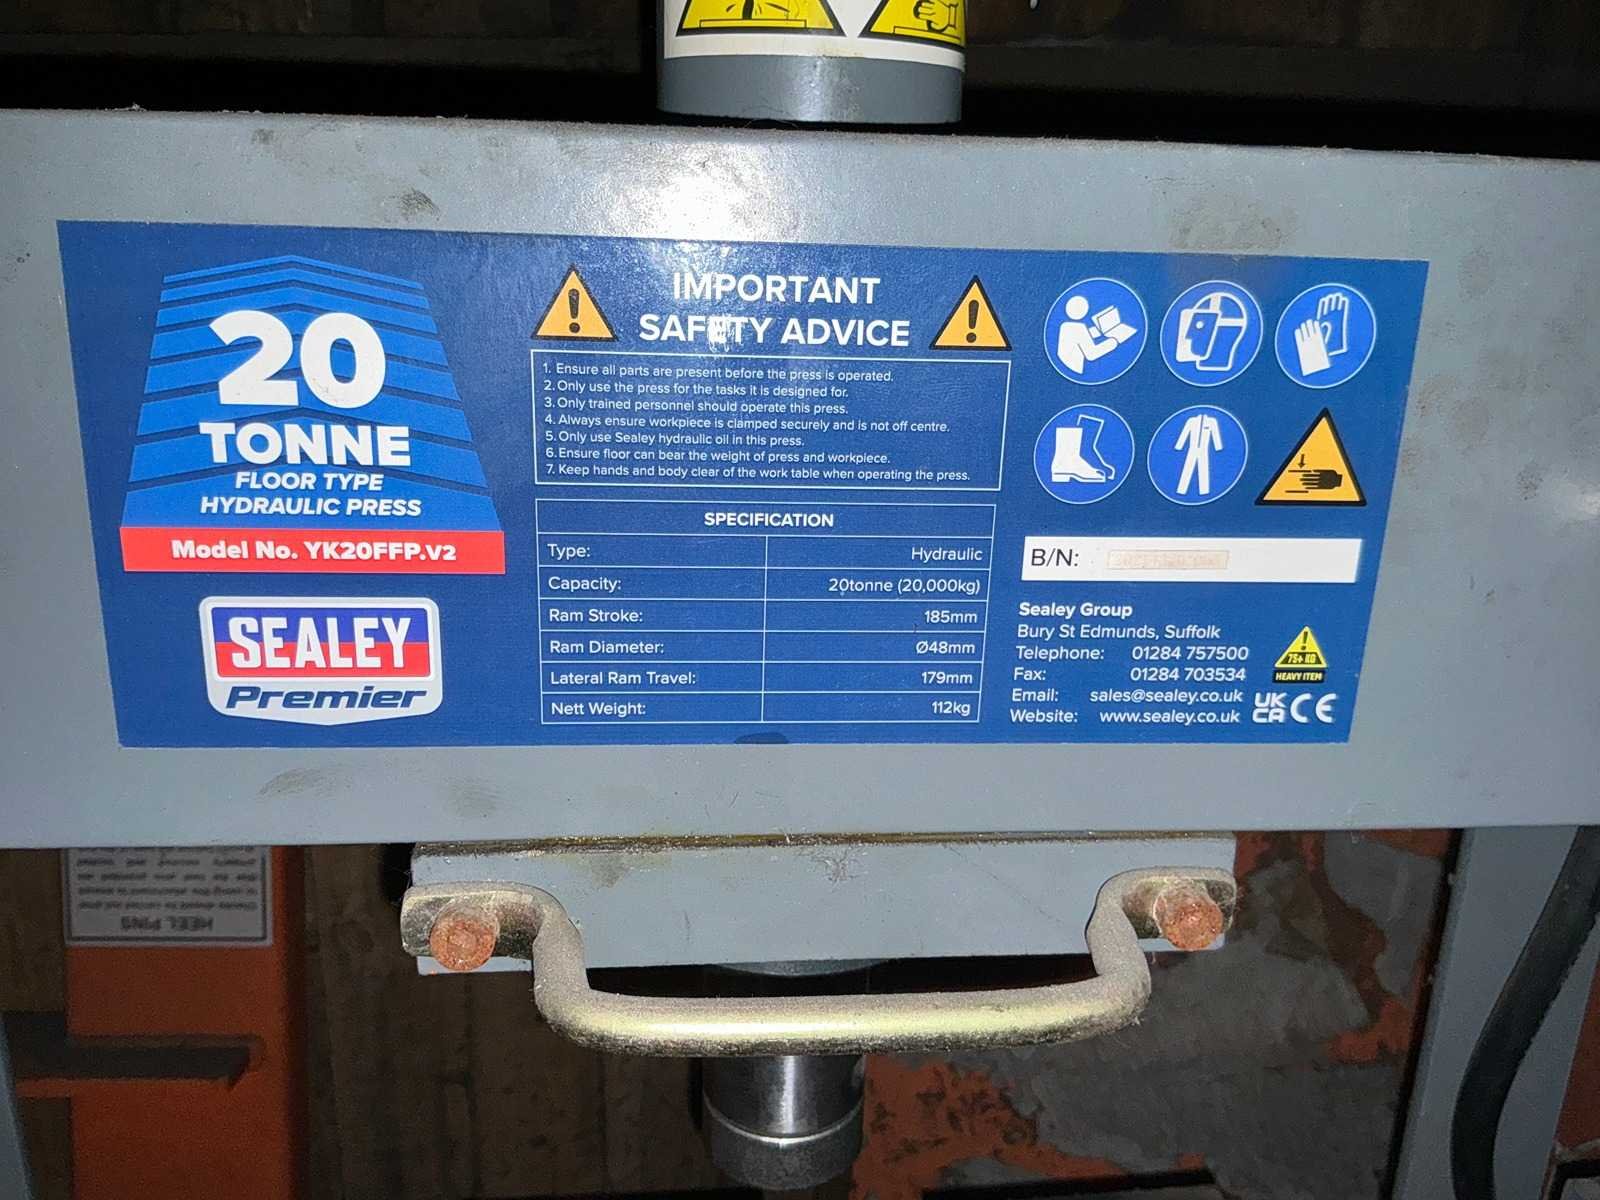 20
TONNE
FLOOR TYPE
HYDRAULIC PRESS
Model No. YK20FFP.V2
SEALEY
Premier
IMPORTANT
SAFETY ADVICE
1. Ensure all parts are present before the press is operated.
2. Only use the press for the tasks it is designed for.
3. Only trained personnel should operate this press.
4. Always ensure workpiece is clamped securely and is not off centre.
5. Only use Sealey hydraulic oil in this press.
6. Ensure floor can bear the weight of press and workpiece.
7. Keep hands and body clear of the work table when operating the press.
SPECIFICATION
Type: Hydraulic
Capacity: 20tonne (20,000kg)
Ram Stroke: 185mm
Ram Diameter: Ø48mm
Lateral Ram Travel: 179mm
Nett Weight: 112kg
B/N:
Sealey Group
Bury St Edmunds, Suffolk
Telephone: 01284 757500
Fax: 01284 703534
Email: sales@sealey.co.uk
Website: www.sealey.co.uk
75+ KG
HEAVY ITEM
UK
CA CE
HEEL PINS